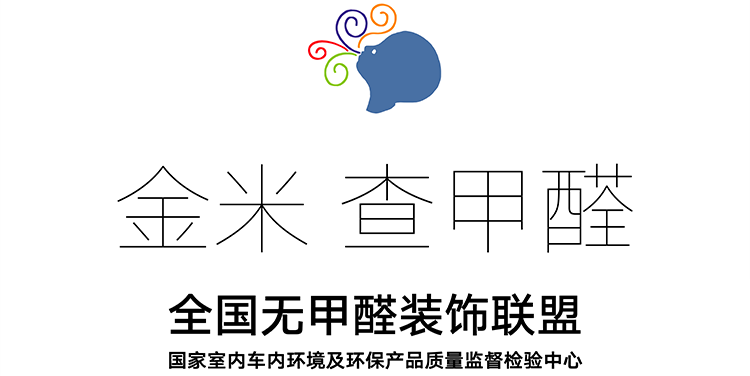 金米 查甲醛
全国无甲醛装饰联盟
国家室内车内环境及环保产品质量监督检验中心